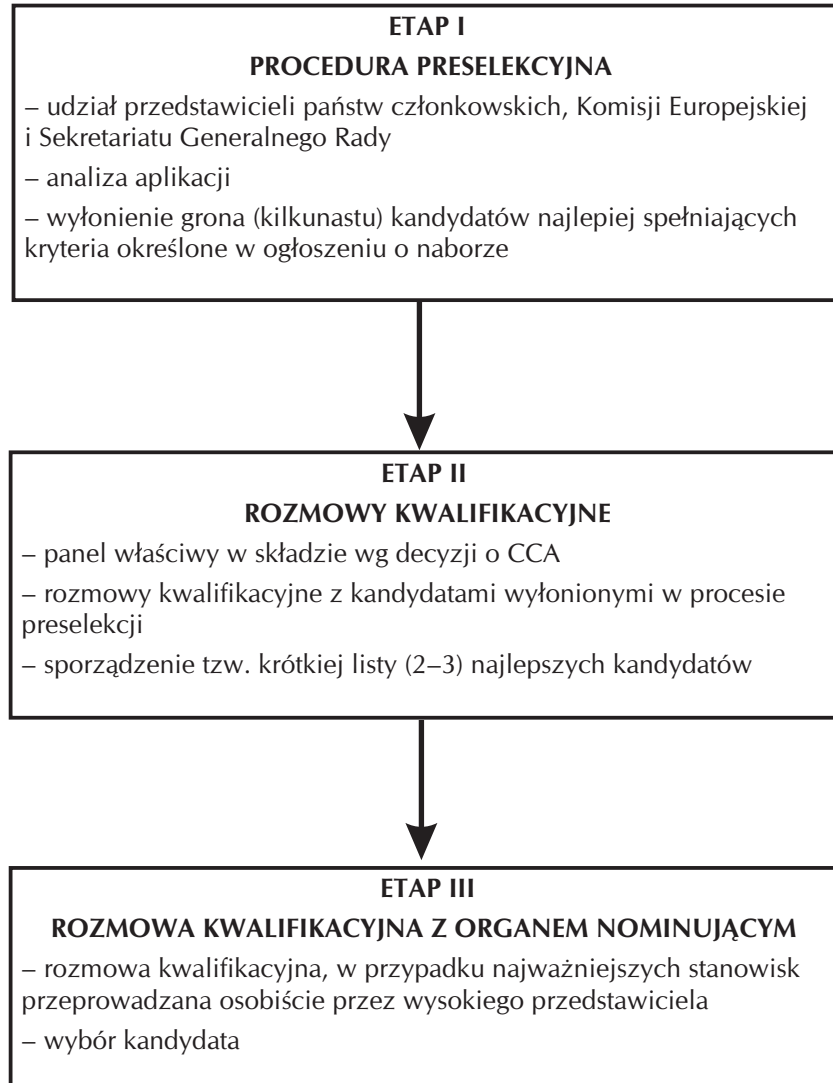 ETAP I
PROCEDURA PRESELEKCYJNA
– udział przedstawicieli państw członkowskich, Komisji Europejskiej
i Sekretariatu Generalnego Rady
– analiza aplikacji
– wyłonienie grona (kilkunastu) kandydatów najlepiej spełniających
kryteria określone w ogłoszeniu o naborze
ETAP II
ROZMOWY KWALIFIKACYJNE
– panel właściwy w składzie wg decyzji o CCA
– rozmowy kwalifikacyjne z kandydatami wyłonionymi w procesie
preselekcji
– sporządzenie tzw. krótkiej listy (2–3) najlepszych kandydatów
ETAP III
ROZMOWA KWALIFIKACYJNA Z ORGANEM NOMINUJĄCYM
– rozmowa kwalifikacyjna, w przypadku najważniejszych stanowisk
przeprowadzana osobiście przez wysokiego przedstawiciela
– wybór kandydata